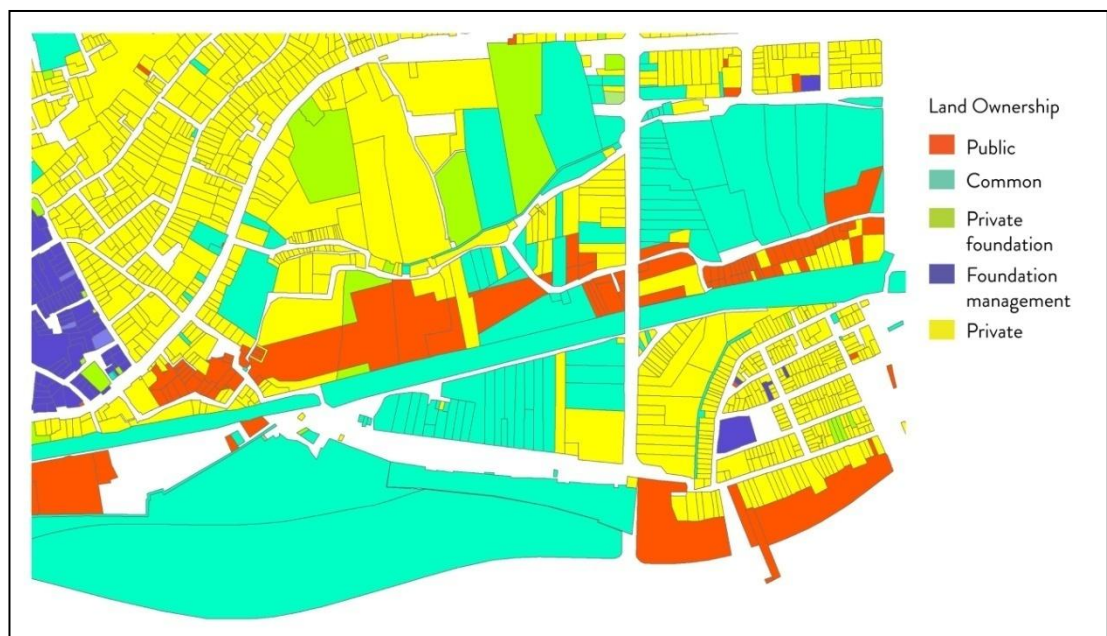 Land Ownership
Public
Common
Private
foundation
Foundation
management
Private